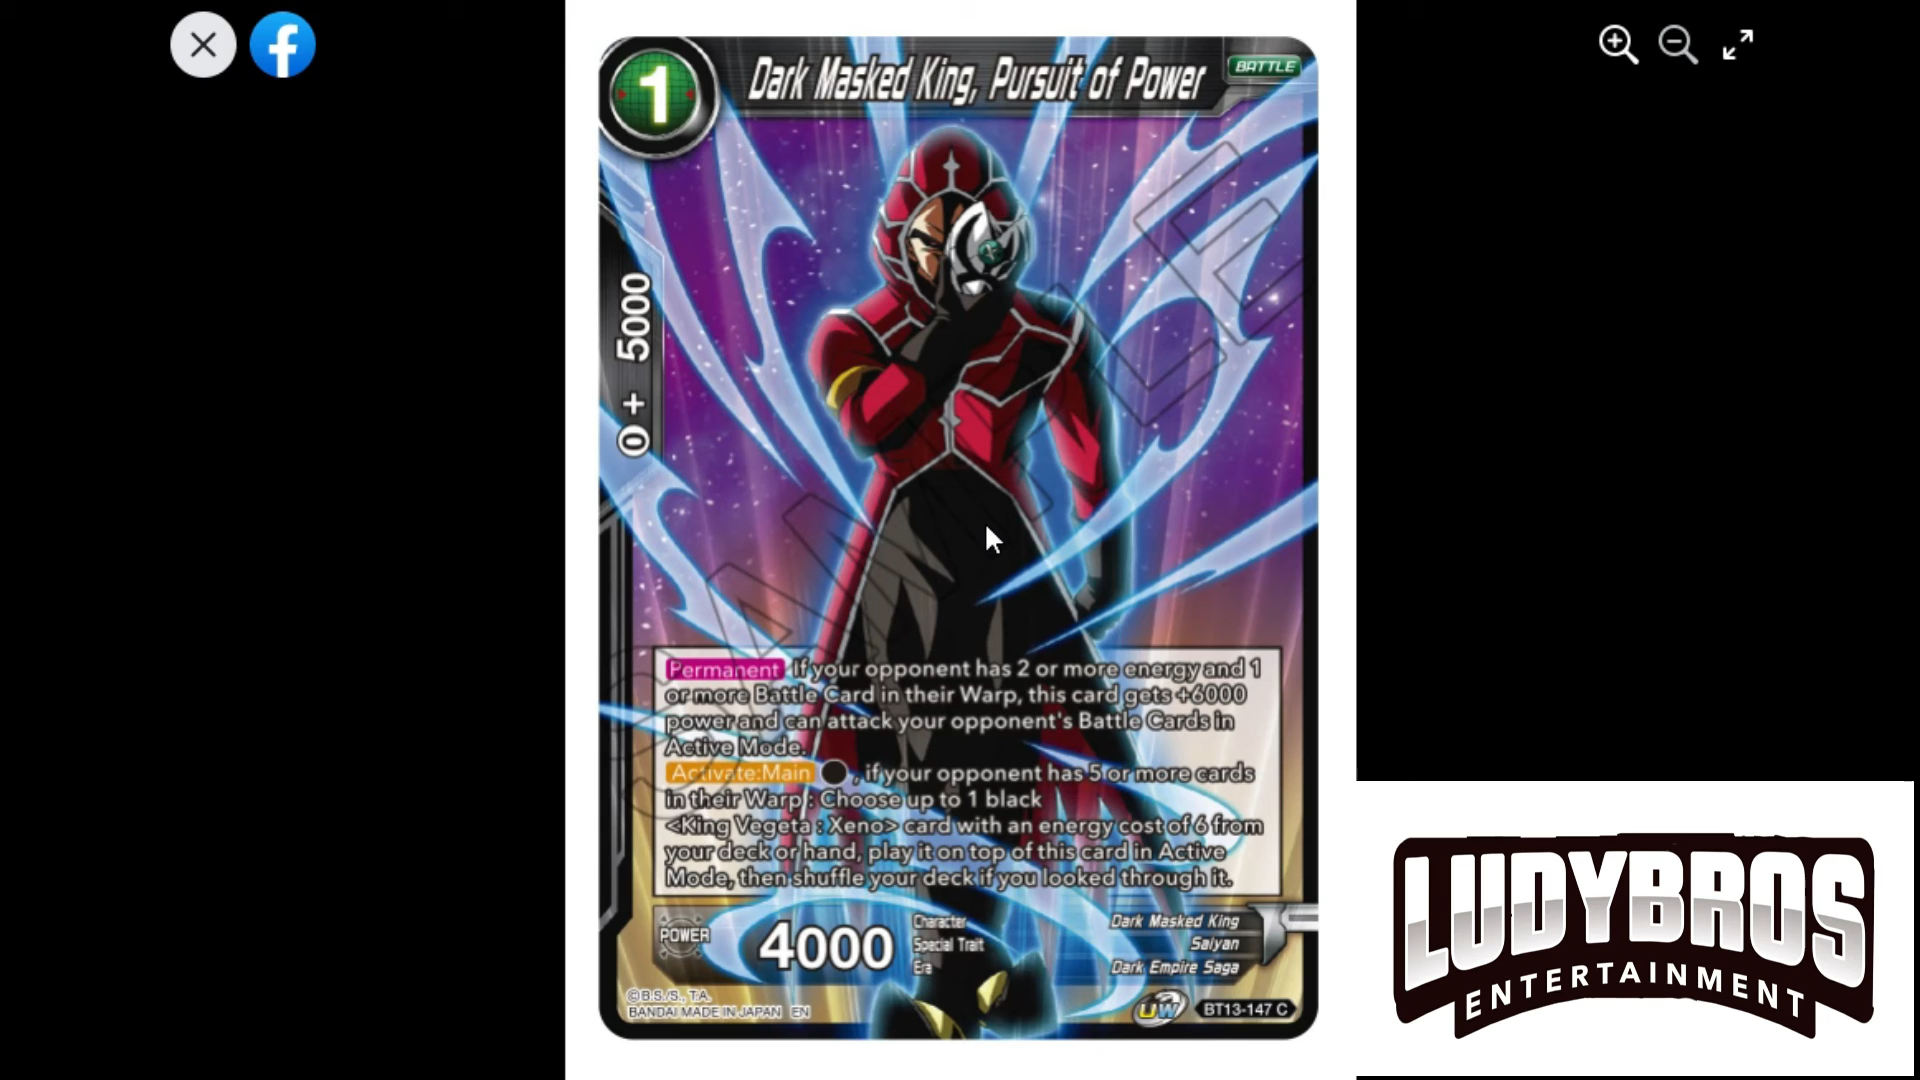 1
Dark Masked King, Pursuit of Power
BATTLE
0 + 5000
SAMPLE
Permanent If your opponent has 2 or more energy and 1
or more Battle Card in their Warp, this card gets +6000
power and can attack your opponent's Battle Cards in
Active Mode.
Activate:Main , if your opponent has 5 or more cards
in their Warp : Choose up to 1 black
<King Vegeta : Xeno> card with an energy cost of 6 from
your deck or hand, play it on top of this card in Active
Mode, then shuffle your deck if you looked through it.
POWER 4000
Character Dark Masked King
Special Trait Saiyan
Era Dark Empire Saga
©B.S./S., T.A.
BANDAI MADE IN JAPAN EN
UW BT13-147 C
LUDYBROS
ENTERTAINMENT